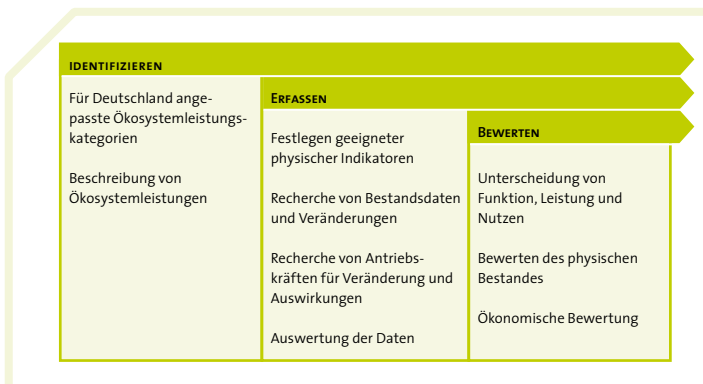 IDENTIFIZIEREN
Für Deutschland ange-
passte Ökosystemleistungs-
kategorien
Beschreibung von
Ökosystemleistungen
ERFASSEN
Festlegen geeigneter
physischer Indikatoren
Recherche von Bestandsdaten
und Veränderungen
Recherche von Antriebs-
kräften für Veränderung und
Auswirkungen
Auswertung der Daten
BEWERTEN
Unterscheidung von
Funktion, Leistung und
Nutzen
Bewerten des physischen
Bestandes
Ökonomische Bewertung